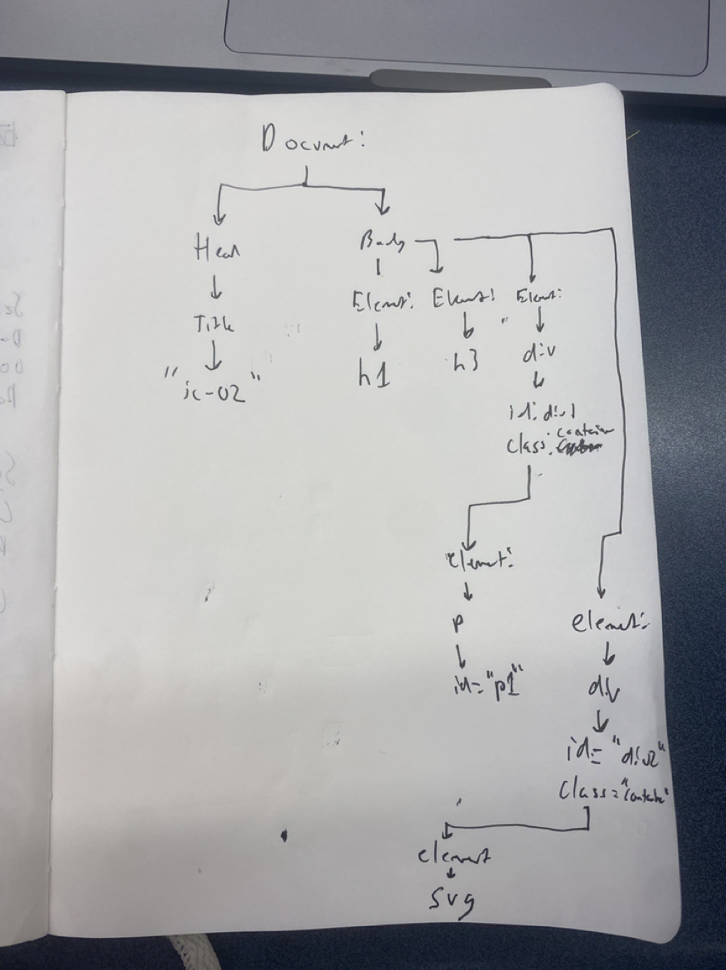 Document:
Head
Body
Element:
Element:
Element:
Title
h1
h3
div
"ic-02"
id: div1
class: container
element:
p
id="p1"
element:
div
id="div2"
class="container"
element
svg